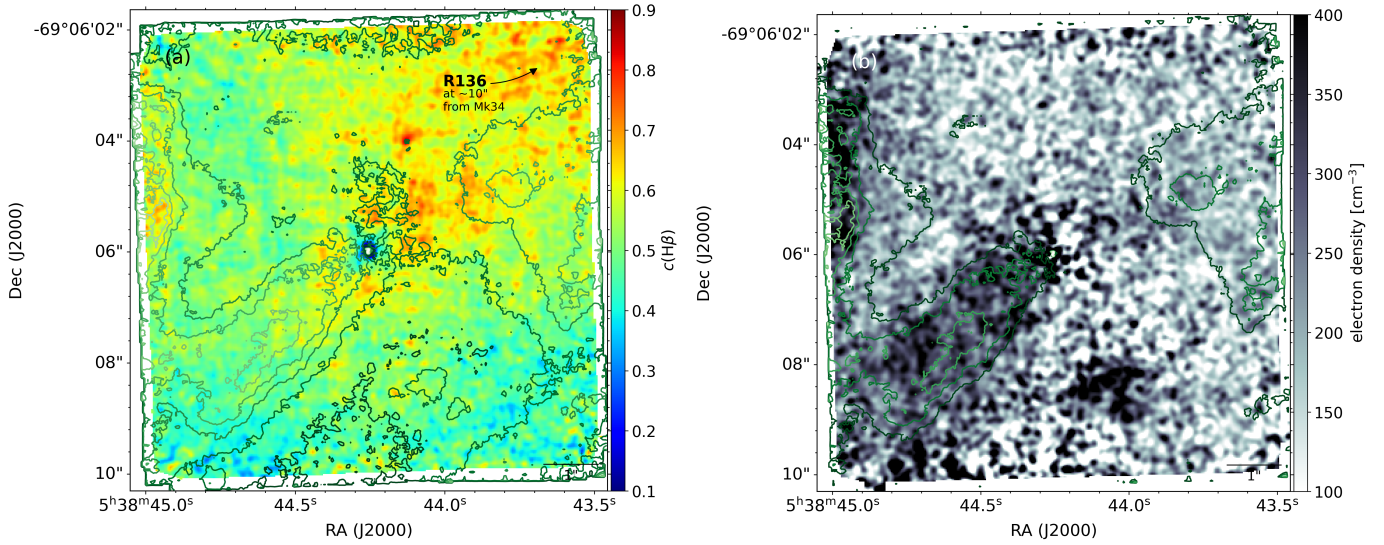 (a)
R136
at ~10"
from Mk34
-69°06'02"
04"
06"
08"
10"
Dec (J2000)
5ʰ38ᵐ45.0ˢ
44.5ˢ
44.0ˢ
43.5ˢ
RA (J2000)
0.9
0.8
0.7
0.6
0.5
0.4
0.3
0.2
0.1
c(Hβ)
(b)
-69°06'02"
04"
06"
08"
10"
Dec (J2000)
1"
5ʰ38ᵐ45.0ˢ
44.5ˢ
44.0ˢ
43.5ˢ
RA (J2000)
400
350
300
250
200
150
100
electron density [cm⁻³]